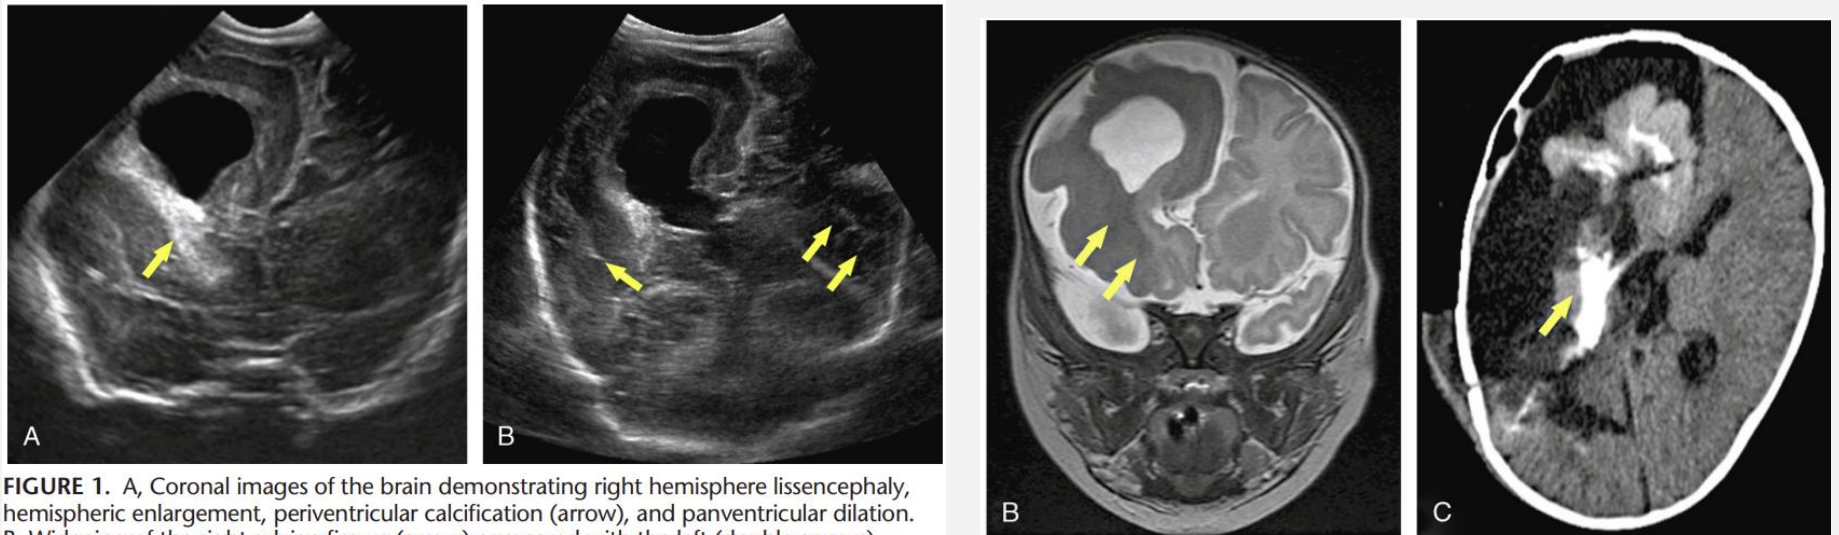 A
B
FIGURE 1. A, Coronal images of the brain demonstrating right hemisphere lissencephaly,
hemispheric enlargement, periventricular calcification (arrow), and panventricular dilation.
B
C